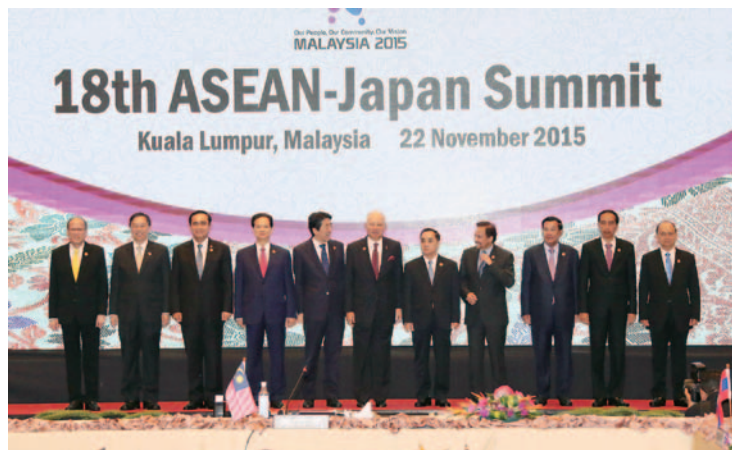 Our People, Our Community, Our Vision
MALAYSIA 2015
18th ASEAN-Japan Summit
Kuala Lumpur, Malaysia 22 November 2015